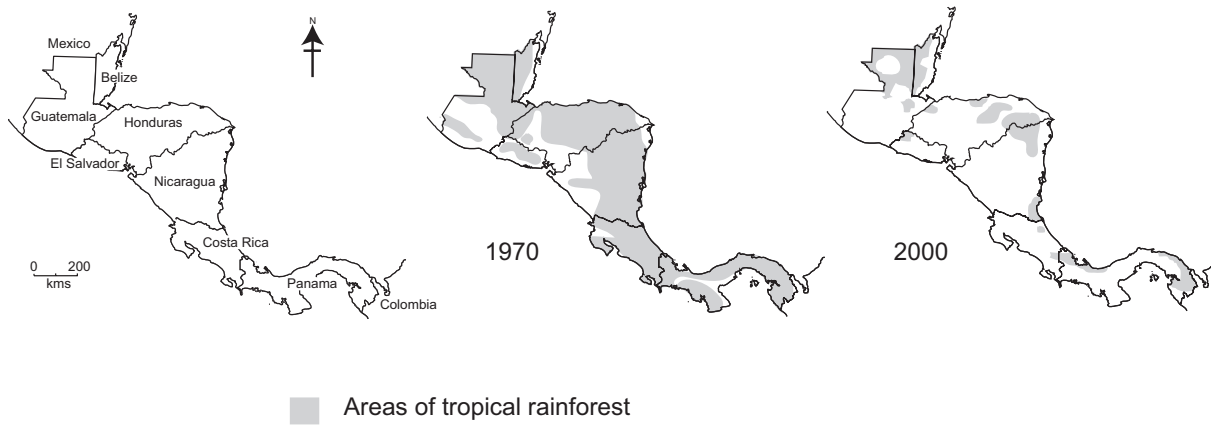 N
Mexico
Belize
Guatemala
Honduras
El Salvador
Nicaragua
Costa Rica
Panama
Colombia
0 200
kms
1970
2000
Areas of tropical rainforest